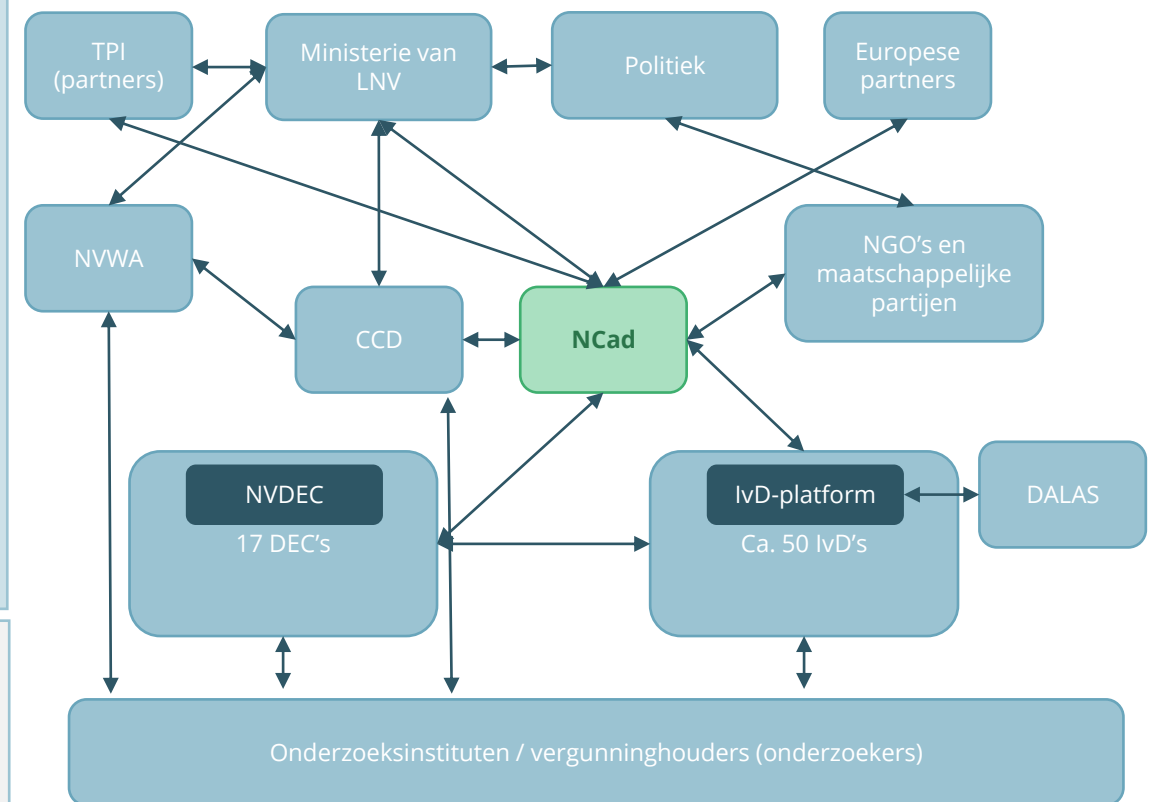 TPI
(partners)
Ministerie van
LNV
Politiek
Europese
partners
NVWA
NGO’s en
maatschappelijke
partijen
CCD
NCad
NVDEC
17 DEC’s
IvD-platform
Ca. 50 IvD’s
DALAS
Onderzoeksinstituten / vergunninghouders (onderzoekers)